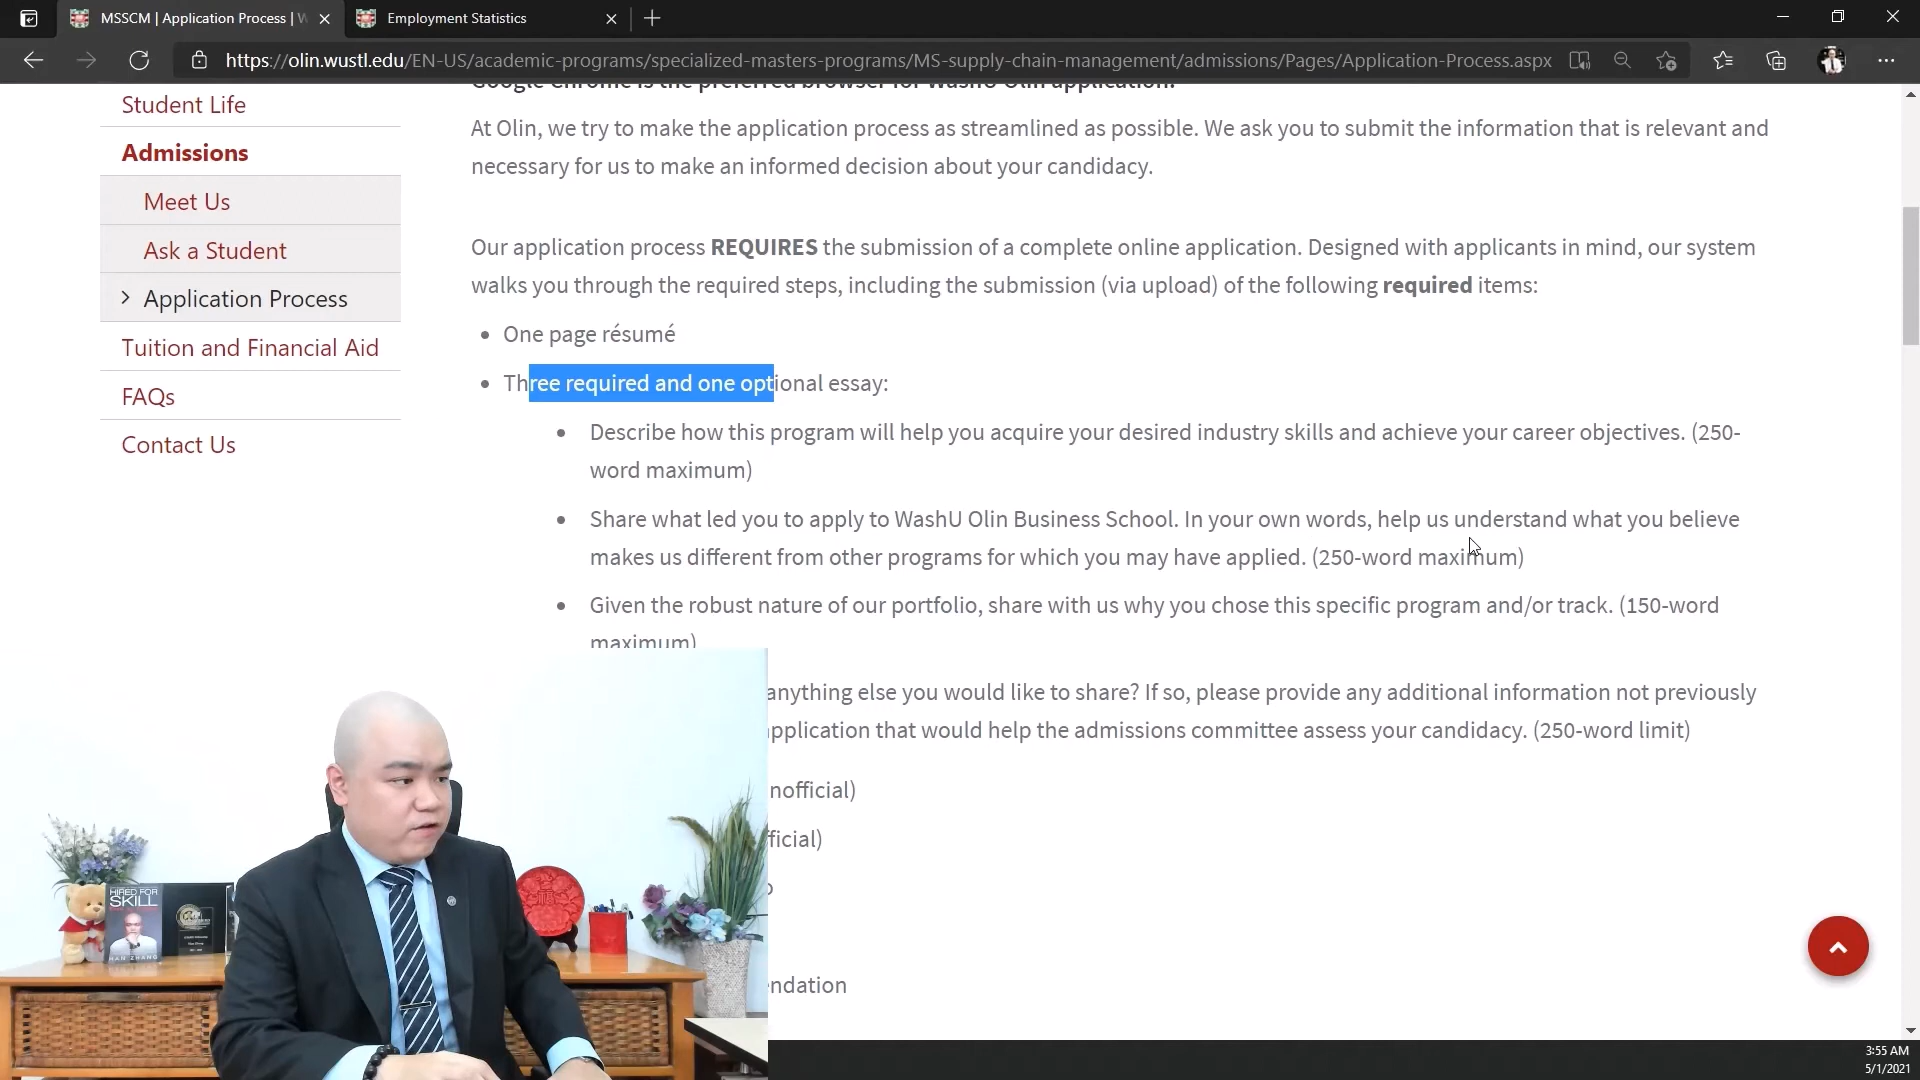 MSSCM | Application Process | W
Employment Statistics
https://olin.wustl.edu/EN-US/academic-programs/specialized-masters-programs/MS-supply-chain-management/admissions/Pages/Application-Process.aspx
Student Life
Admissions
Meet Us
Ask a Student
Application Process
Tuition and Financial Aid
FAQs
Contact Us
Google Chrome is the preferred browser for WashU Olin application.
At Olin, we try to make the application process as streamlined as possible. We ask you to submit the information that is relevant and
necessary for us to make an informed decision about your candidacy.
Our application process REQUIRES the submission of a complete online application. Designed with applicants in mind, our system
walks you through the required steps, including the submission (via upload) of the following required items:
• One page résumé
• Three required and one optional essay:
• Describe how this program will help you acquire your desired industry skills and achieve your career objectives. (250-
word maximum)
• Share what led you to apply to WashU Olin Business School. In your own words, help us understand what you believe
makes us different from other programs for which you may have applied. (250-word maximum)
• Given the robust nature of our portfolio, share with us why you chose this specific program and/or track. (150-word
maximum)
anything else you would like to share? If so, please provide any additional information not previously
pplication that would help the admissions committee assess your candidacy. (250-word limit)
nofficial)
ficial)
o
ndation
HIRED FOR
SKILL
HAN ZHANG
3:55 AM
5/1/2021